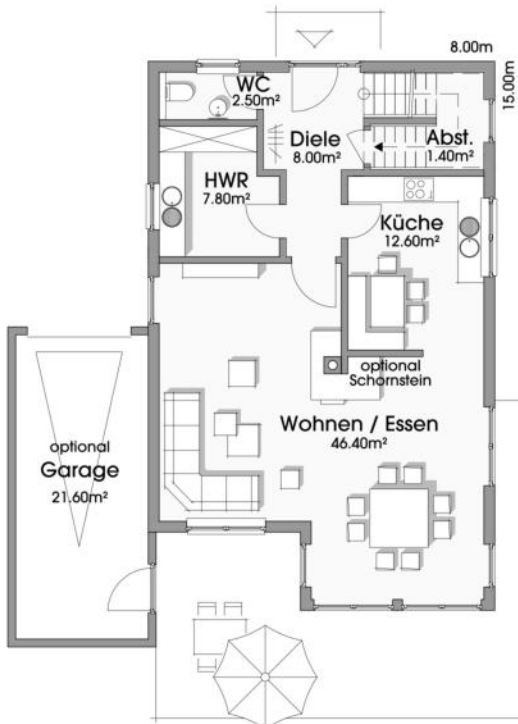 8.00m
15.00m
WC
2.50m²
Diele
8.00m²
Abst.
1.40m²
HWR
7.80m²
Küche
12.60m²
optional
Schornstein
Wohnen / Essen
46.40m²
optional
Garage
21.60m²